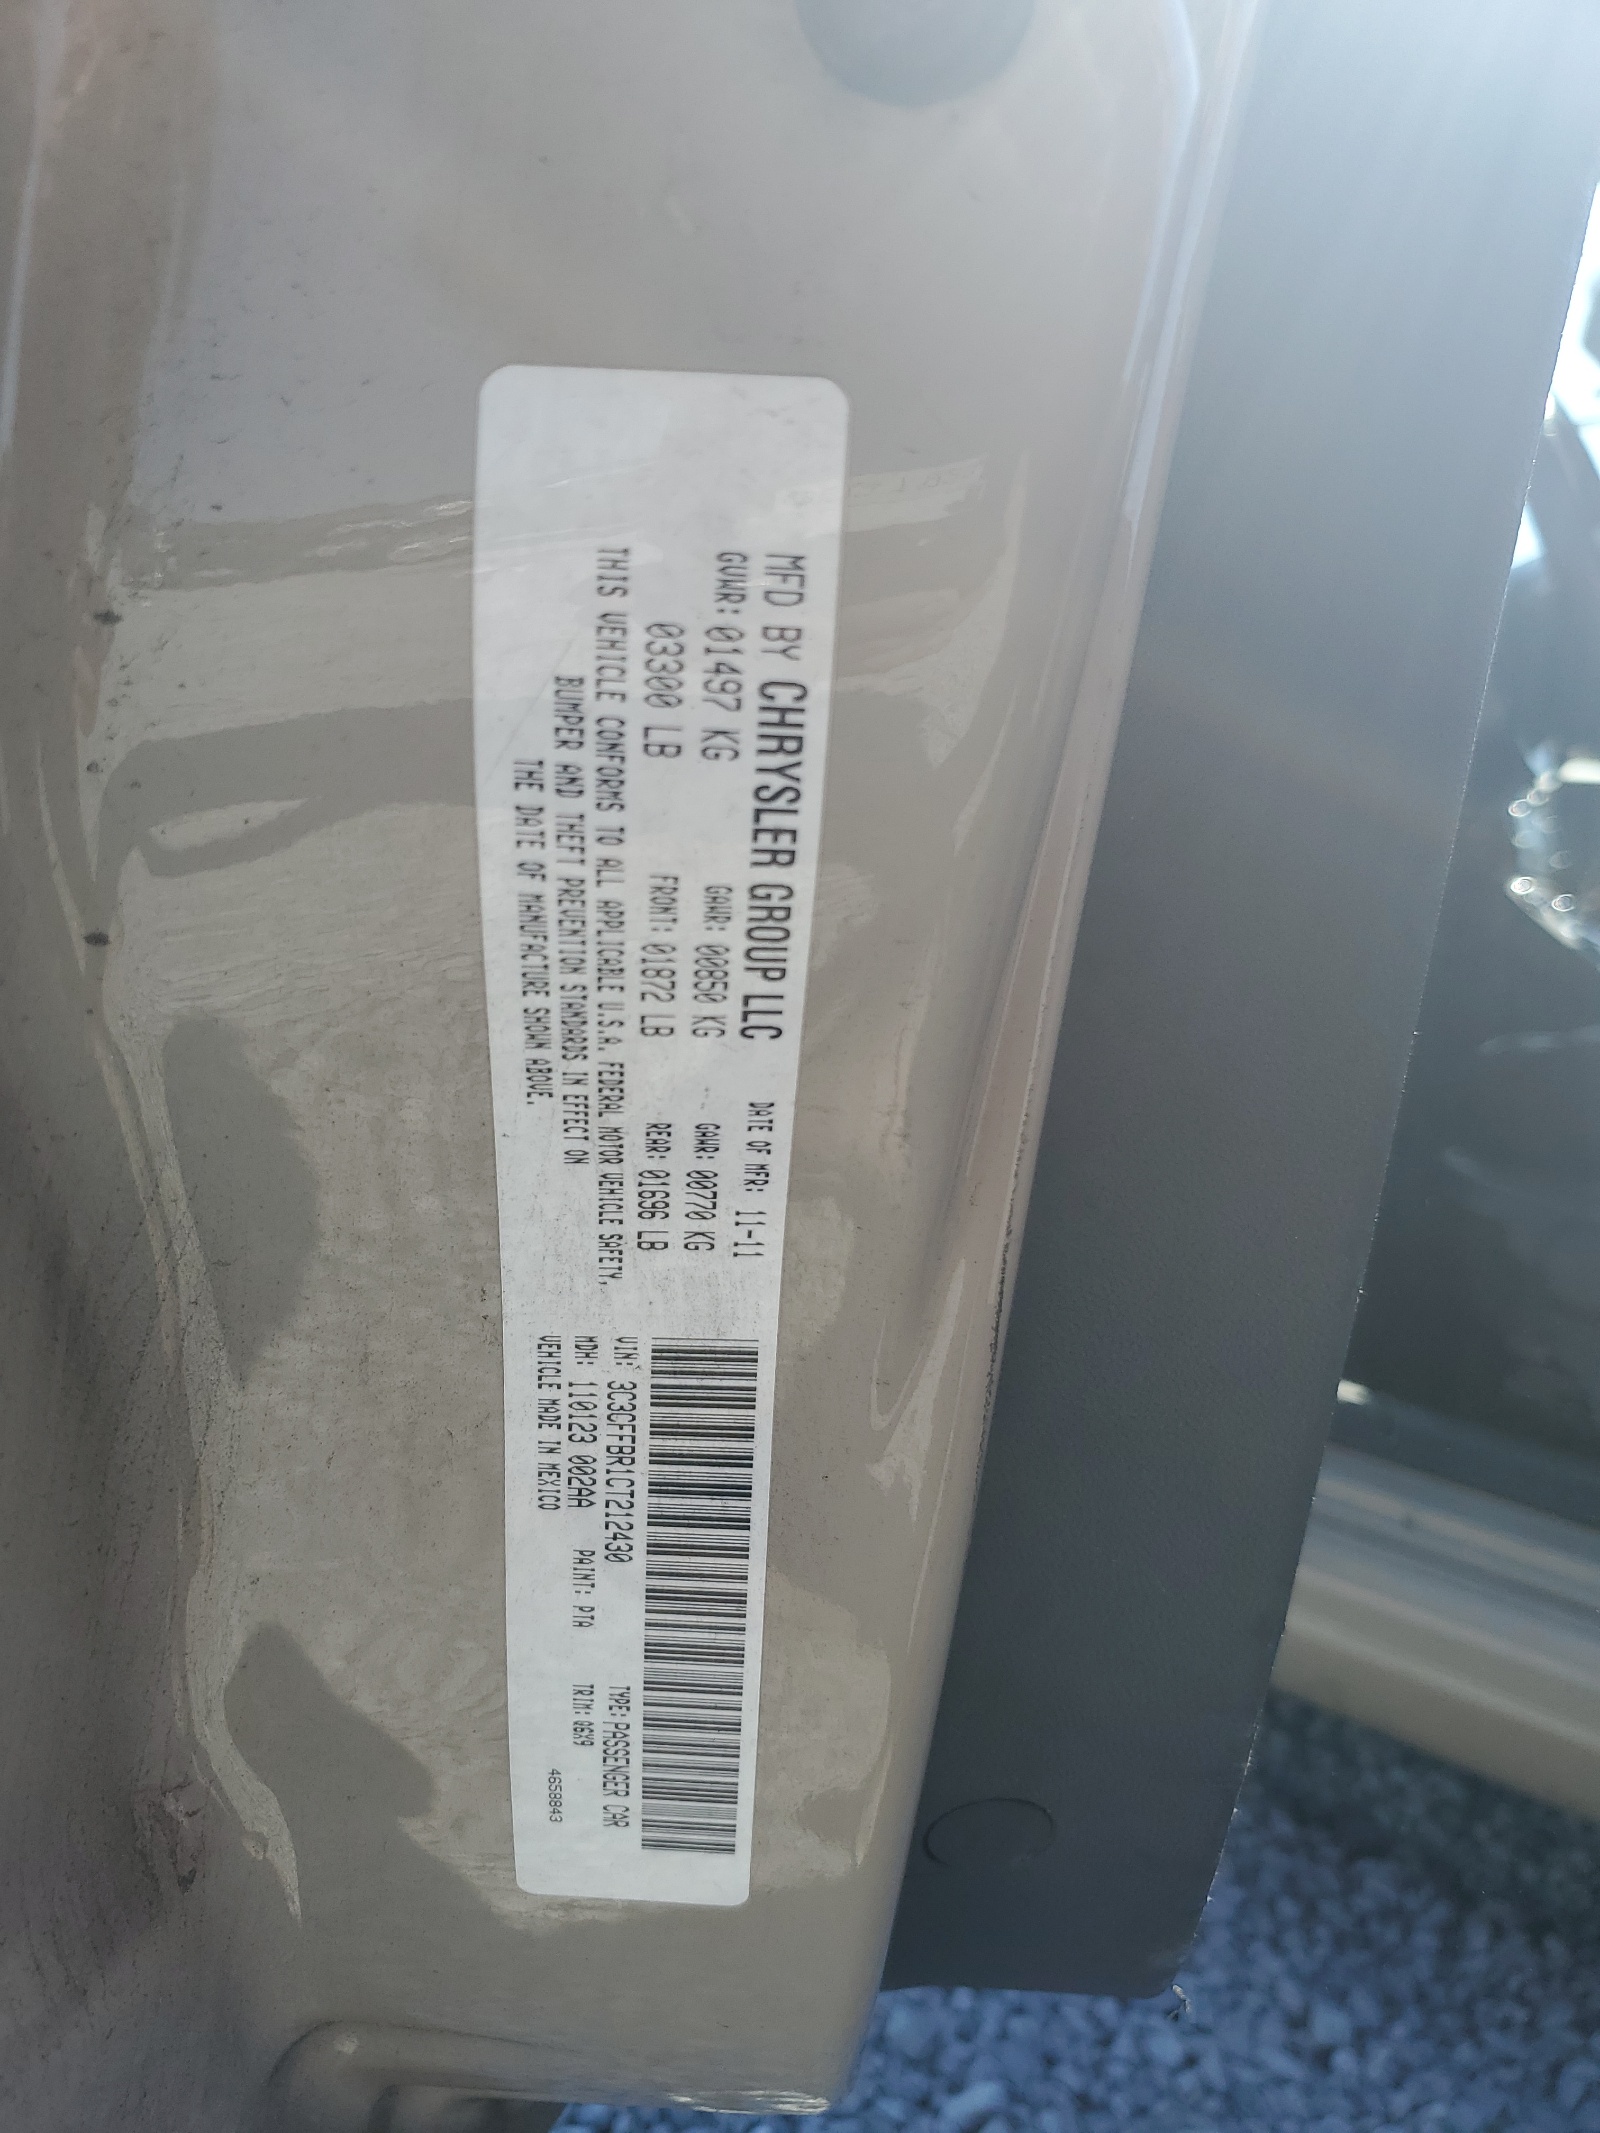 MFD BY CHRYSLER GROUP LLC DATE OF MFR: 11-11
GVWR: 01497 KG GAWR: 00850 KG GAWR: 00770 KG
03300 LB FRONT: 01872 LB REAR: 01696 LB
THIS VEHICLE CONFORMS TO ALL APPLICABLE U.S.A. FEDERAL MOTOR VEHICLE SAFETY,
BUMPER AND THEFT PREVENTION STANDARDS IN EFFECT ON
THE DATE OF MANUFACTURE SHOWN ABOVE.
VIN: 3C3CFFBR1CT212430 TYPE: PASSENGER CAR
MDH: 110123 002AA PAINT: PTA TRIM: Q6X9
VEHICLE MADE IN MEXICO 4658843